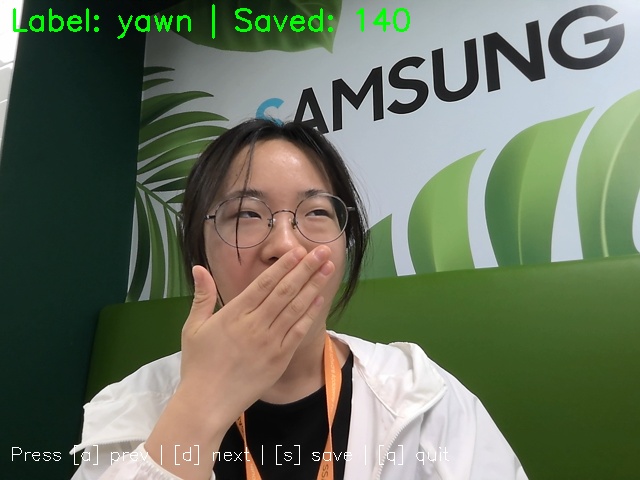 Label: yawn | Saved: 140
SAMSUNG
Press [a] prev | [d] next | [s] save | [q] quit